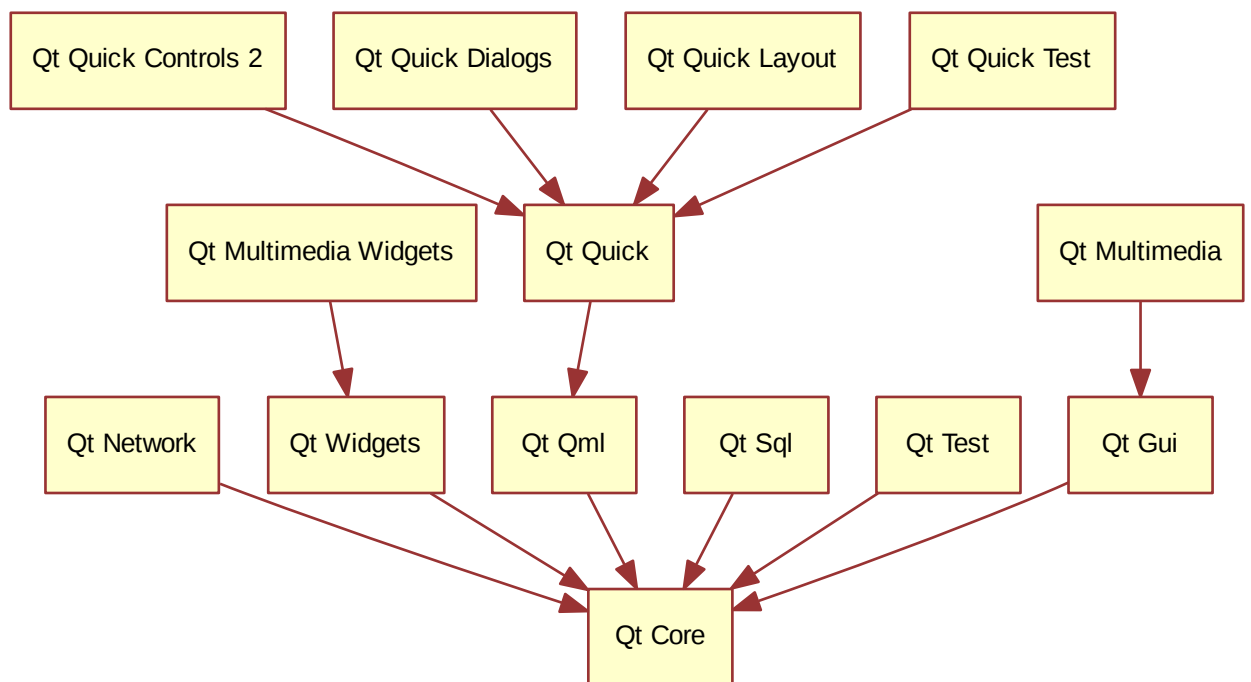 Qt Quick Controls 2
Qt Quick Dialogs
Qt Quick Layout
Qt Quick Test
Qt Multimedia Widgets
Qt Quick
Qt Multimedia
Qt Network
Qt Widgets
Qt Qml
Qt Sql
Qt Test
Qt Gui
Qt Core